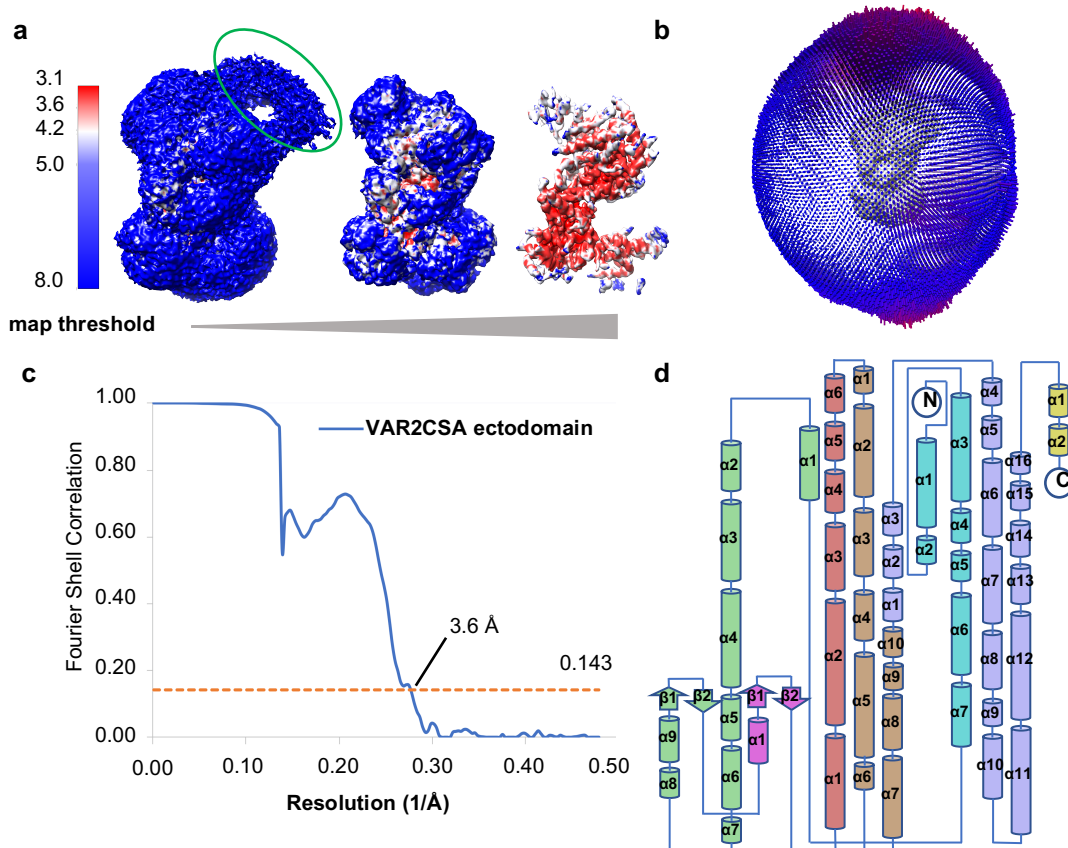 a
3.1
3.6
4.2
5.0
8.0
map threshold
b
c
1.00
0.80
0.60
0.40
0.20
0.00
Fourier Shell Correlation
VAR2CSA ectodomain
3.6 Å
0.143
0.00
0.10
0.20
0.30
0.40
0.50
Resolution (1/Å)
d
α2
α3
α4
α5
α6
α7
β1
β2
α9
α8
β1
β2
α1
α1
α6
α5
α4
α3
α2
α1
α1
α2
α3
α4
α5
α6
α3
α2
α1
α10
α9
α8
α7
N
α1
α2
α3
α4
α5
α6
α7
α4
α5
α6
α7
α8
α9
α10
α16
α15
α14
α13
α12
α11
α1
α2
C